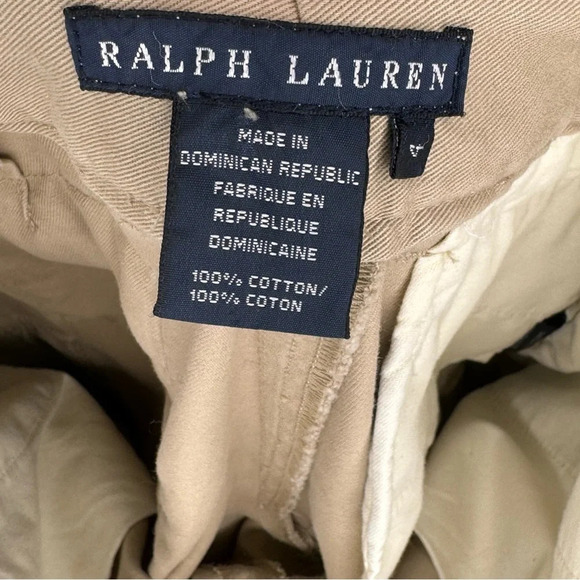 RALPH LAUREN
4
MADE IN
DOMINICAN REPUBLIC
FABRIQUE EN
REPUBLIQUE
DOMINICAINE
100% COTTON/
100% COTON